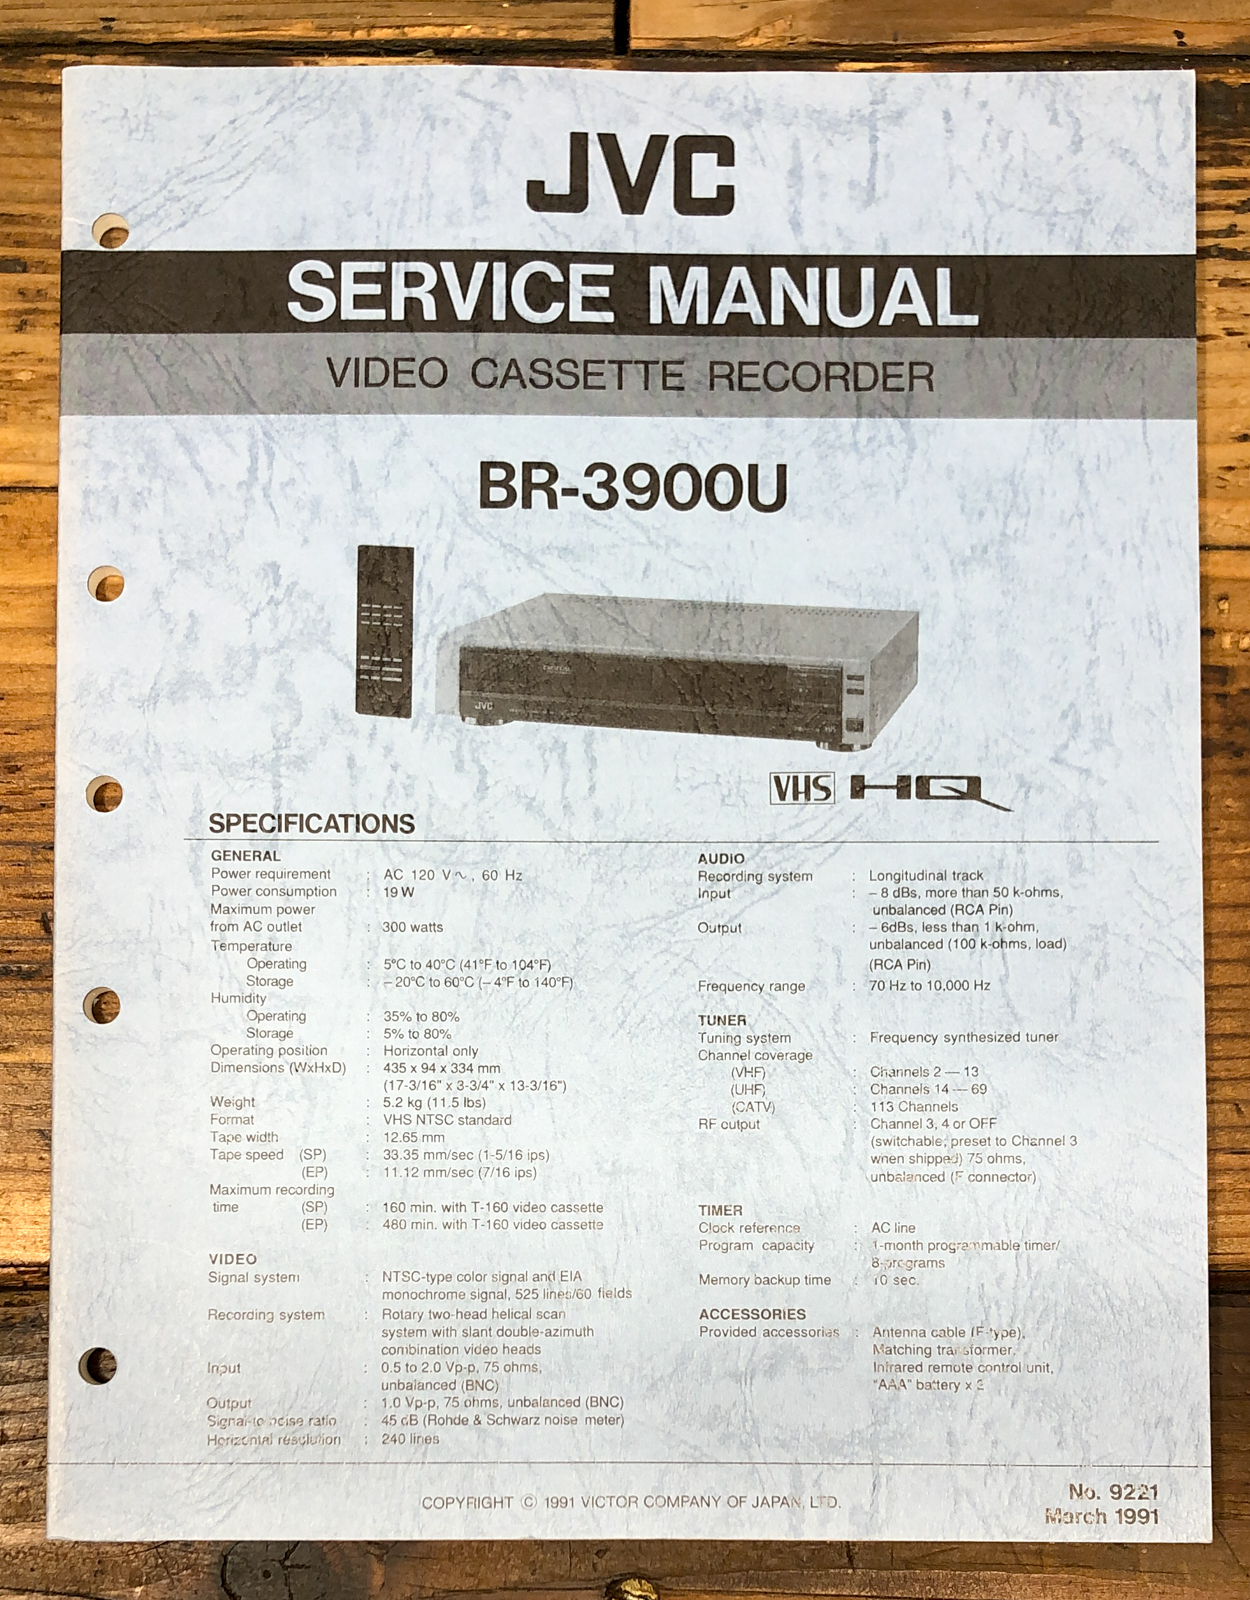 JVC
SERVICE MANUAL
VIDEO CASSETTE RECORDER
BR-3900U
JVC
VHS HQ
SPECIFICATIONS
GENERAL
Power requirement : AC 120 V ∿ , 60 Hz
Power consumption : 19 W
Maximum power
from AC outlet : 300 watts
Temperature
Operating : 5°C to 40°C (41°F to 104°F)
Storage : – 20°C to 60°C (– 4°F to 140°F)
Humidity
Operating : 35% to 80%
Storage : 5% to 80%
Operating position : Horizontal only
Dimensions (WxHxD) : 435 x 94 x 334 mm
(17-3/16" x 3-3/4" x 13-3/16")
Weight : 5.2 kg (11.5 lbs)
Format : VHS NTSC standard
Tape width : 12.65 mm
Tape speed (SP) : 33.35 mm/sec (1-5/16 ips)
(EP) : 11.12 mm/sec (7/16 ips)
Maximum recording
time (SP) : 160 min. with T-160 video cassette
(EP) : 480 min. with T-160 video cassette
VIDEO
Signal system : NTSC-type color signal and EIA
monochrome signal, 525 lines/60 fields
Recording system : Rotary two-head helical scan
system with slant double-azimuth
combination video heads
Input : 0.5 to 2.0 Vp-p, 75 ohms,
unbalanced (BNC)
Output : 1.0 Vp-p, 75 ohms, unbalanced (BNC)
Signal-to noise ratio : 45 dB (Rohde & Schwarz noise meter)
Horizontal resolution : 240 lines
AUDIO
Recording system : Longitudinal track
Input : – 8 dBs, more than 50 k-ohms,
unbalanced (RCA Pin)
Output : – 6dBs, less than 1 k-ohm,
unbalanced (100 k-ohms, load)
(RCA Pin)
Frequency range : 70 Hz to 10,000 Hz
TUNER
Tuning system : Frequency synthesized tuner
Channel coverage
(VHF) : Channels 2 — 13
(UHF) : Channels 14 — 69
(CATV) : 113 Channels
RF output : Channel 3, 4 or OFF
(switchable; preset to Channel 3
when shipped) 75 ohms,
unbalanced (F connector)
TIMER
Clock reference : AC line
Program capacity : 1-month programmable timer/
8-programs
Memory backup time : 10 sec.
ACCESSORIES
Provided accessories : Antenna cable (F-type),
Matching transformer,
Infrared remote control unit,
"AAA" battery x 2
COPYRIGHT © 1991 VICTOR COMPANY OF JAPAN, LTD.
No. 9221
March 1991